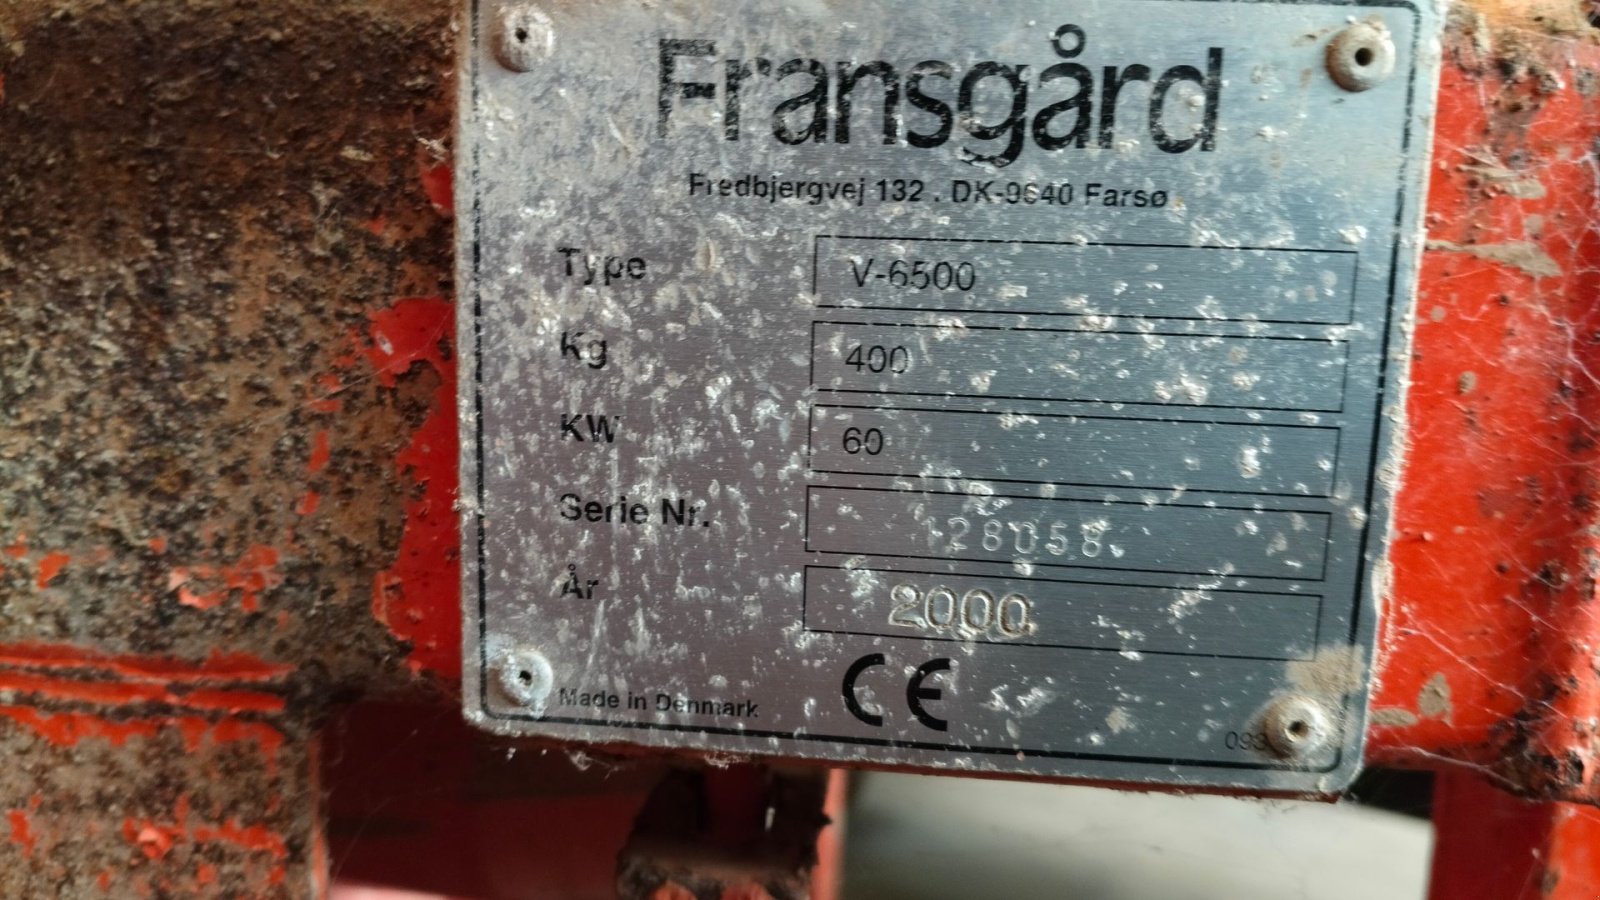 Fransgård
Fredbjergvej 132 . DK-9640 Farsø
Type V-6500
Kg 400
KW 60
Serie Nr. 28058
År 2000
Made in Denmark CE